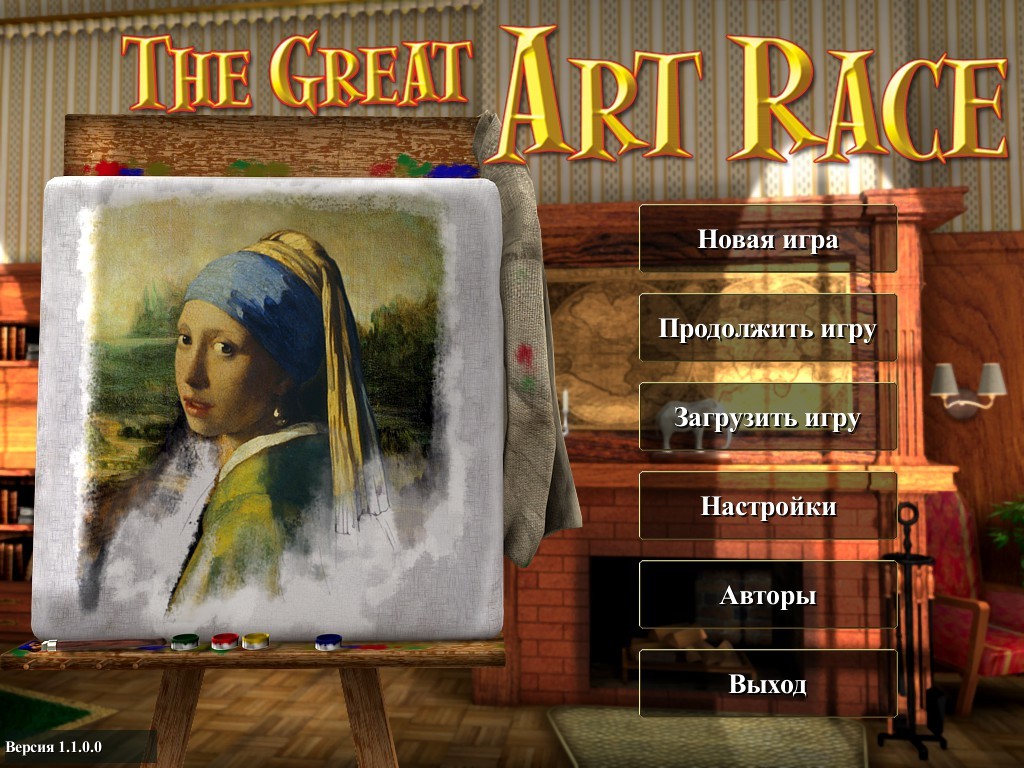 THE GREAT ART RACE
Новая игра
Продолжить игру
Загрузить игру
Настройки
Авторы
Выход
Версия 1.1.0.0